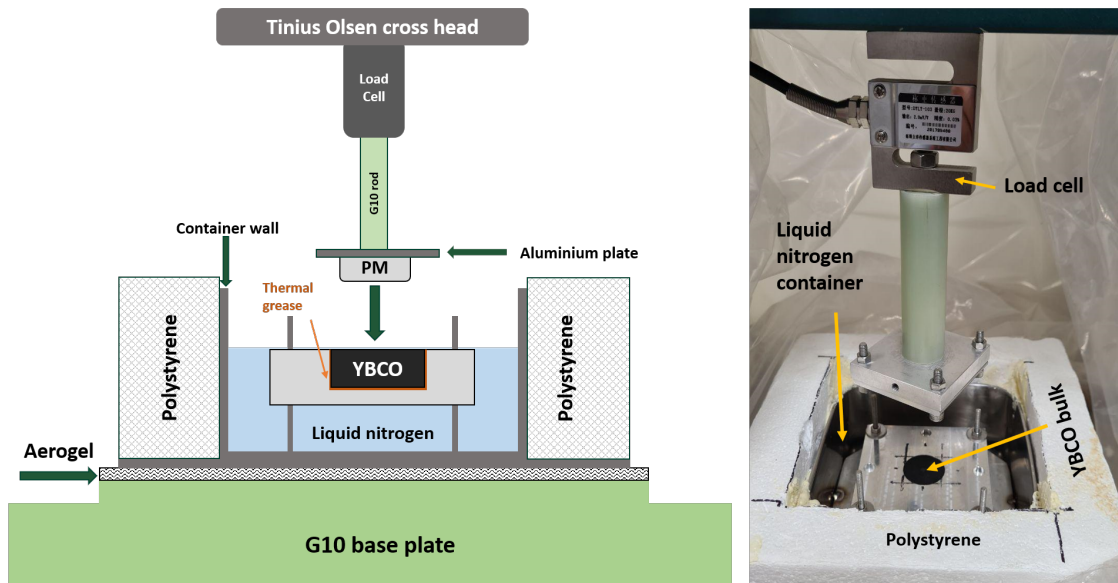 Tinius Olsen cross head
Load
Cell
G10 rod
Container wall
Aluminium plate
PM
Thermal
grease
YBCO
Polystyrene
Polystyrene
Liquid nitrogen
Aerogel
G10 base plate
Load cell
Liquid
nitrogen
container
YBCO bulk
Polystyrene